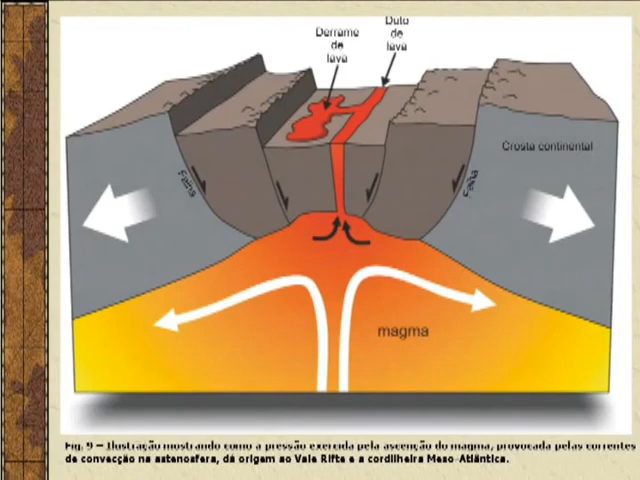 Derrame
de
lava
Duto
de
lava
Crosta continental
Falha
Falha
magma
Fig. 9 – Ilustração mostrando como a pressão exercida pela ascenção do magma, provocada pelas correntes
de convecção na astenosfera, dá origem ao Vale Rifte e a cordilheira Meso-Atlântica.